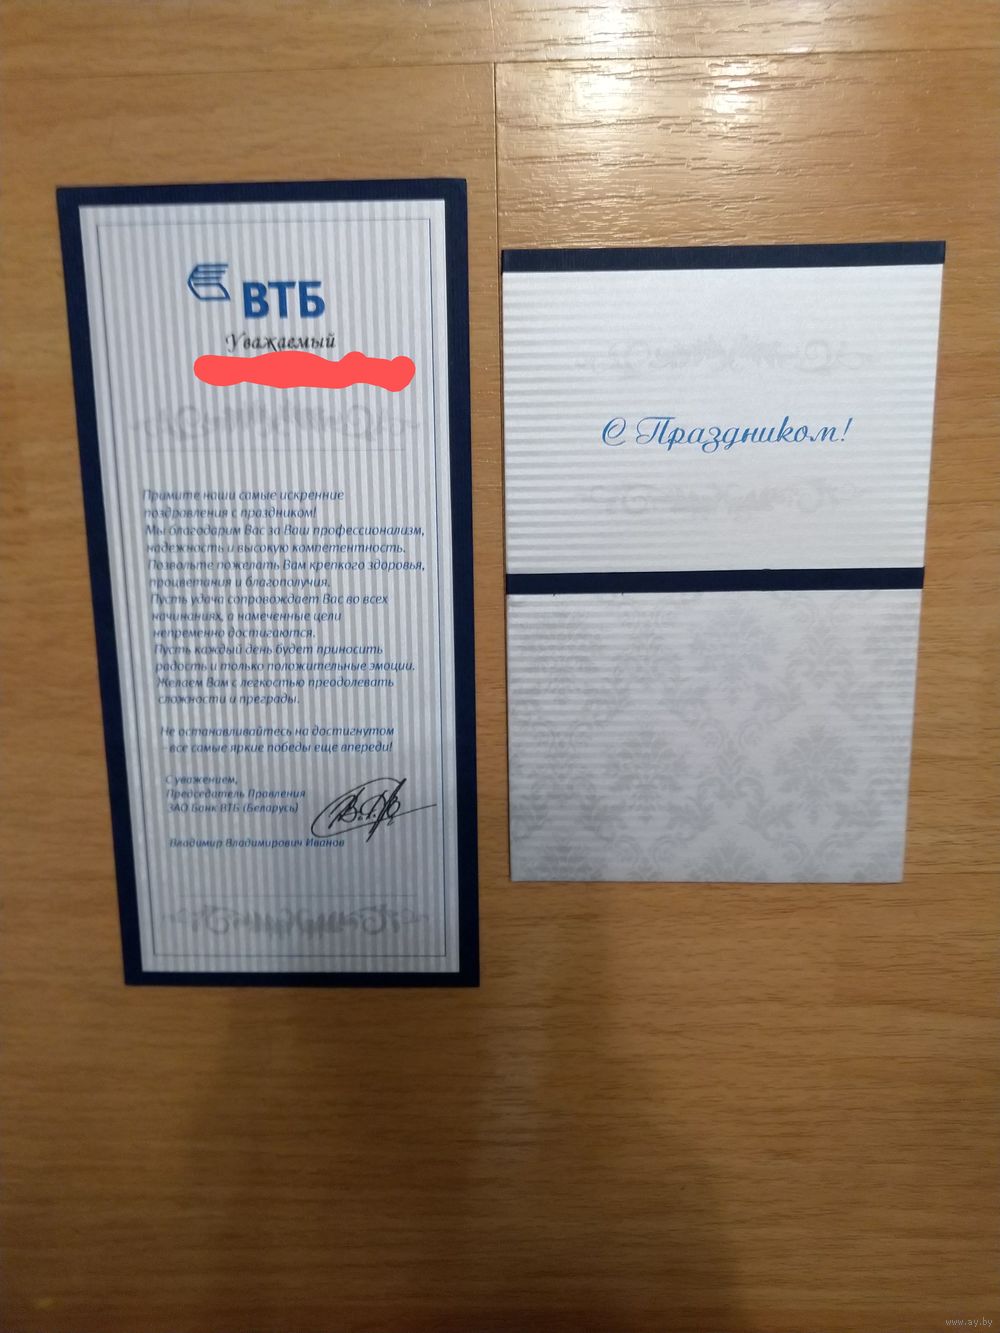 ВТБ
Уважаемый
Примите наши самые искренние
поздровления с праздником!
Мы благодарим Вас за Ваш профессионализм,
надежность и высокую компетентность.
Позвольте пожелать Вам крепкого здоровья,
процветания и благополучия.
Пусть удача сопровождает Вас во всех
начинаниях, а намеченные цели
непременно достигаются.
Пусть каждый день будет приносить
радость и только положительные эмоции.
Желаем Вам с легкостью преодолевать
сложности и преграды.
Не останавливайтесь на достигнутом
- все самые яркие победы еще впереди!
С уважением,
Председатель Правления
ЗАО Банк ВТБ (Беларусь)
Владимир Владимирович Иванов
С Праздником!
www.ay.by